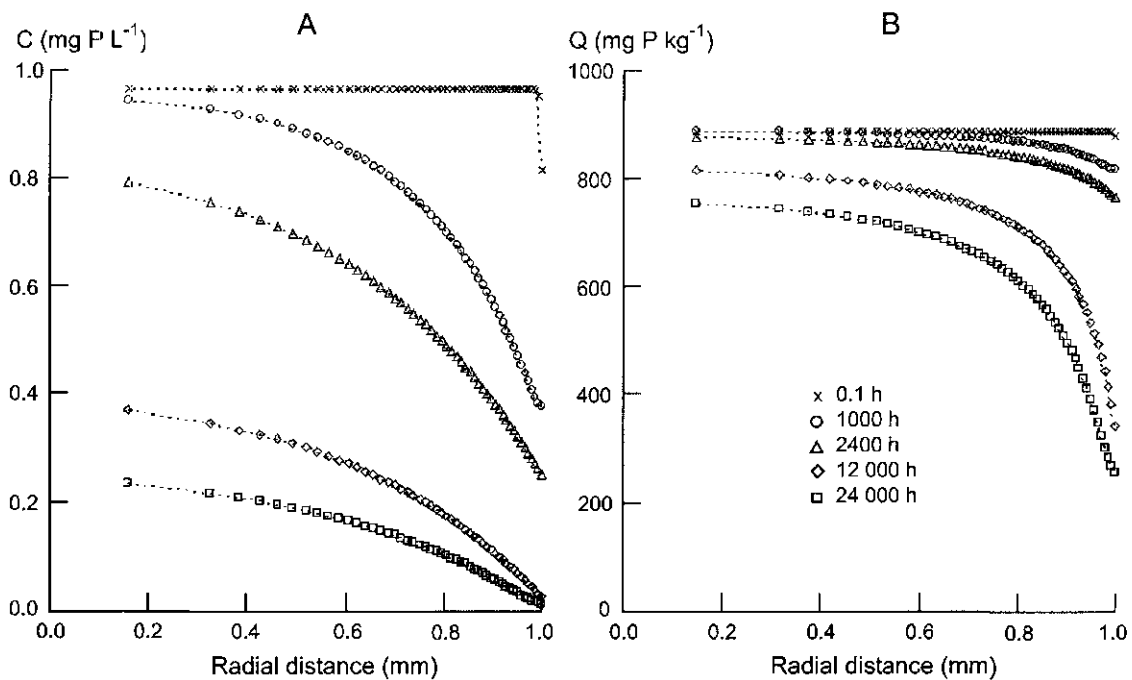 A
C (mg P L⁻¹)
1.0
0.8
0.6
0.4
0.2
0.0
0.0 0.2 0.4 0.6 0.8 1.0
Radial distance (mm)
B
Q (mg P kg⁻¹)
1000
800
600
400
200
0
0.0 0.2 0.4 0.6 0.8 1.0
Radial distance (mm)
0.1 h
1000 h
2400 h
12 000 h
24 000 h